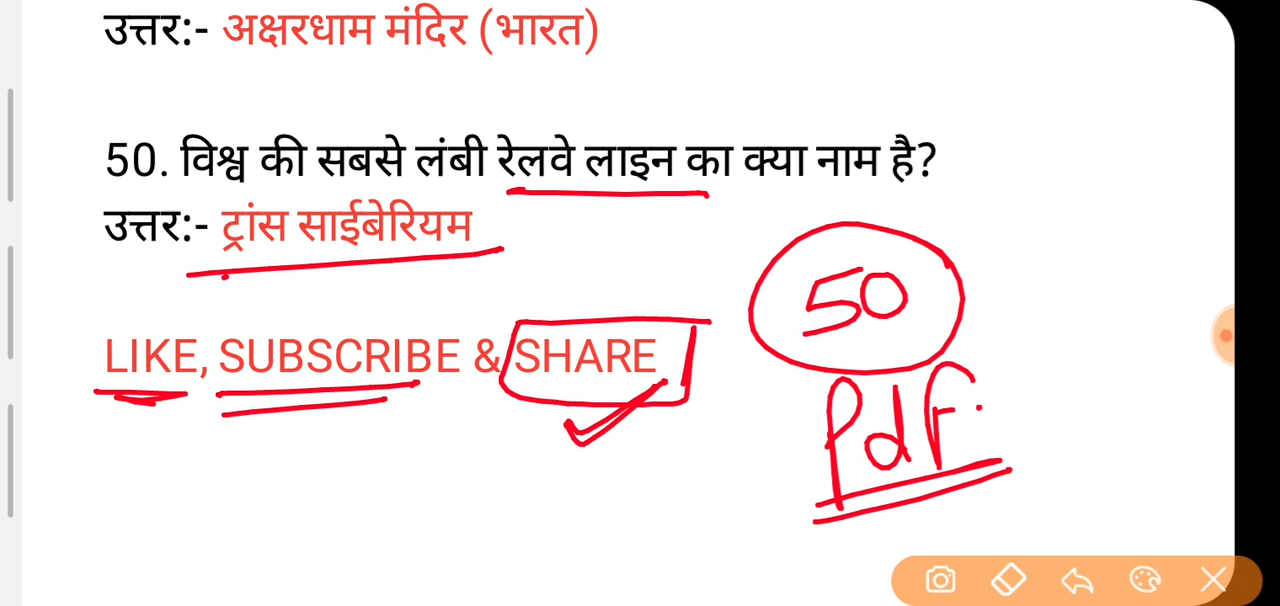 उत्तर:- अक्षरधाम मंदिर (भारत)
50. विश्व की सबसे लंबी रेलवे लाइन का क्या नाम है?
उत्तर:- ट्रांस साईबेरियम
LIKE, SUBSCRIBE & SHARE
50
Pdf